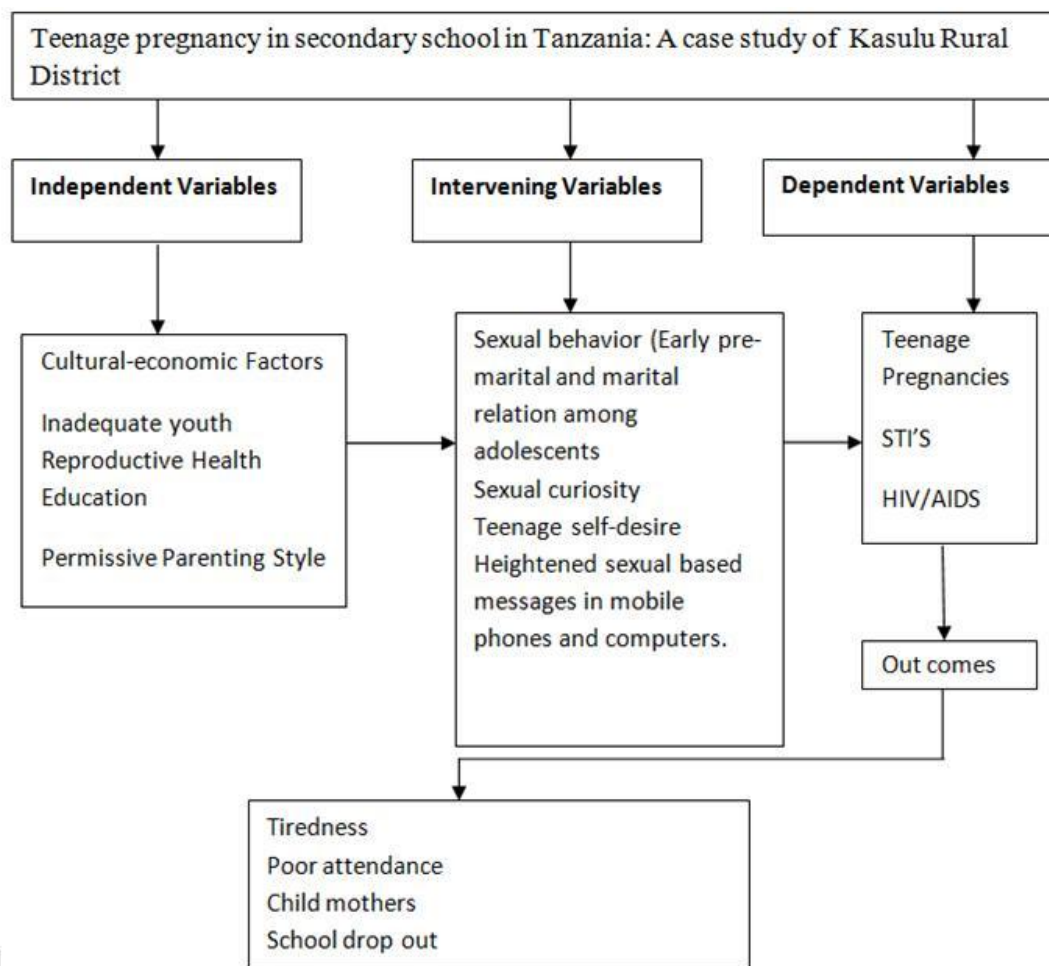 Teenage pregnancy in secondary school in Tanzania: A case study of Kasulu Rural
District
Independent Variables
Intervening Variables
Dependent Variables
Cultural-economic Factors
Inadequate youth
Reproductive Health
Education
Permissive Parenting Style
Sexual behavior (Early pre-
marital and marital
relation among
adolescents
Sexual curiosity
Teenage self-desire
Heightened sexual based
messages in mobile
phones and computers.
Teenage
Pregnancies
STI'S
HIV/AIDS
Out comes
Tiredness
Poor attendance
Child mothers
School drop out